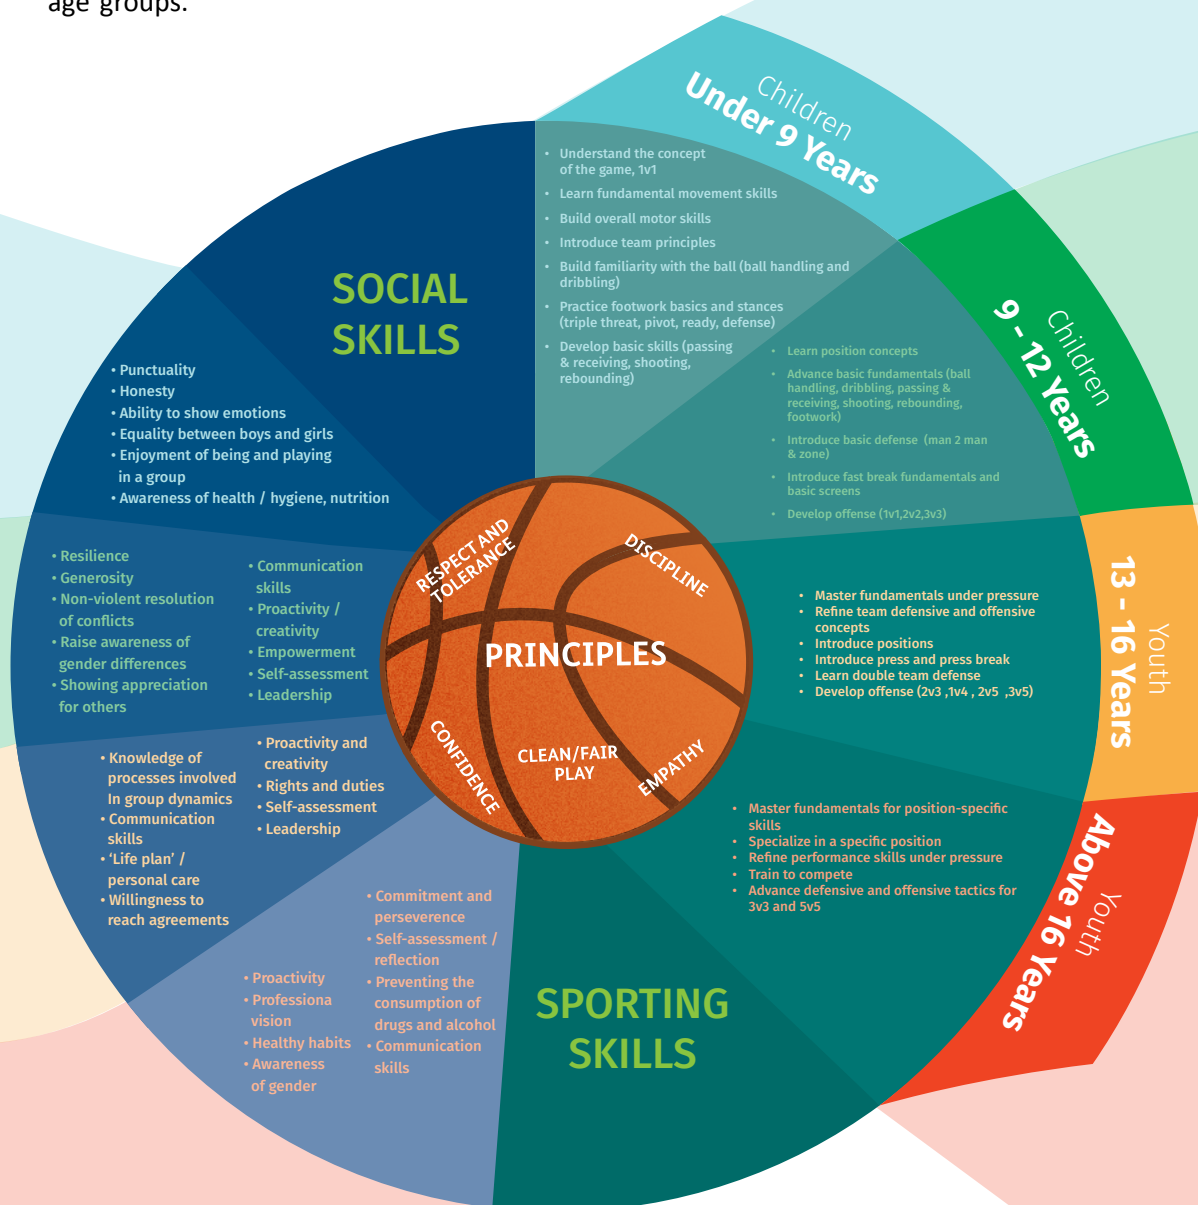 age groups.
Children
Under 9 Years
• Understand the concept
of the game, 1v1
• Learn fundamental movement skills
• Build overall motor skills
• Introduce team principles
• Build familiarity with the ball (ball handling and
dribbling)
• Practice footwork basics and stances
(triple threat, pivot, ready, defense)
• Develop basic skills (passing
& receiving, shooting,
rebounding)
Children
9 - 12 Years
• Learn position concepts
• Advance basic fundamentals (ball
handling, dribbling, passing &
receiving, shooting, rebounding,
footwork)
• Introduce basic defense (man 2 man
& zone)
• Introduce fast break fundamentals and
basic screens
• Develop offense (1v1,2v2,3v3)
Youth
13 - 16 Years
• Master fundamentals under pressure
• Refine team defensive and offensive
concepts
• Introduce positions
• Introduce press and press break
• Learn double team defense
• Develop offense (2v3 ,1v4 , 2v5 ,3v5)
Youth
Above 16 Years
• Master fundamentals for position-specific
skills
• Specialize in a specific position
• Refine performance skills under pressure
• Train to compete
• Advance defensive and offensive tactics for
3v3 and 5v5
SPORTING
SKILLS
SOCIAL
SKILLS
• Punctuality
• Honesty
• Ability to show emotions
• Equality between boys and girls
• Enjoyment of being and playing
in a group
• Awareness of health / hygiene, nutrition
• Resilience
• Generosity
• Non-violent resolution
of conflicts
• Raise awareness of
gender differences
• Showing appreciation
for others
• Communication
skills
• Proactivity /
creativity
• Empowerment
• Self-assessment
• Leadership
• Knowledge of
processes involved
In group dynamics
• Communication
skills
• ‘Life plan’ /
personal care
• Willingness to
reach agreements
• Proactivity and
creativity
• Rights and duties
• Self-assessment
• Leadership
• Proactivity
• Professiona
vision
• Healthy habits
• Awareness
of gender
• Commitment and
perseverence
• Self-assessment /
reflection
• Preventing the
consumption of
drugs and alcohol
• Communication
skills
RESPECT AND
TOLERANCE
DISCIPLINE
PRINCIPLES
CONFIDENCE
CLEAN/FAIR
PLAY
EMPATHY